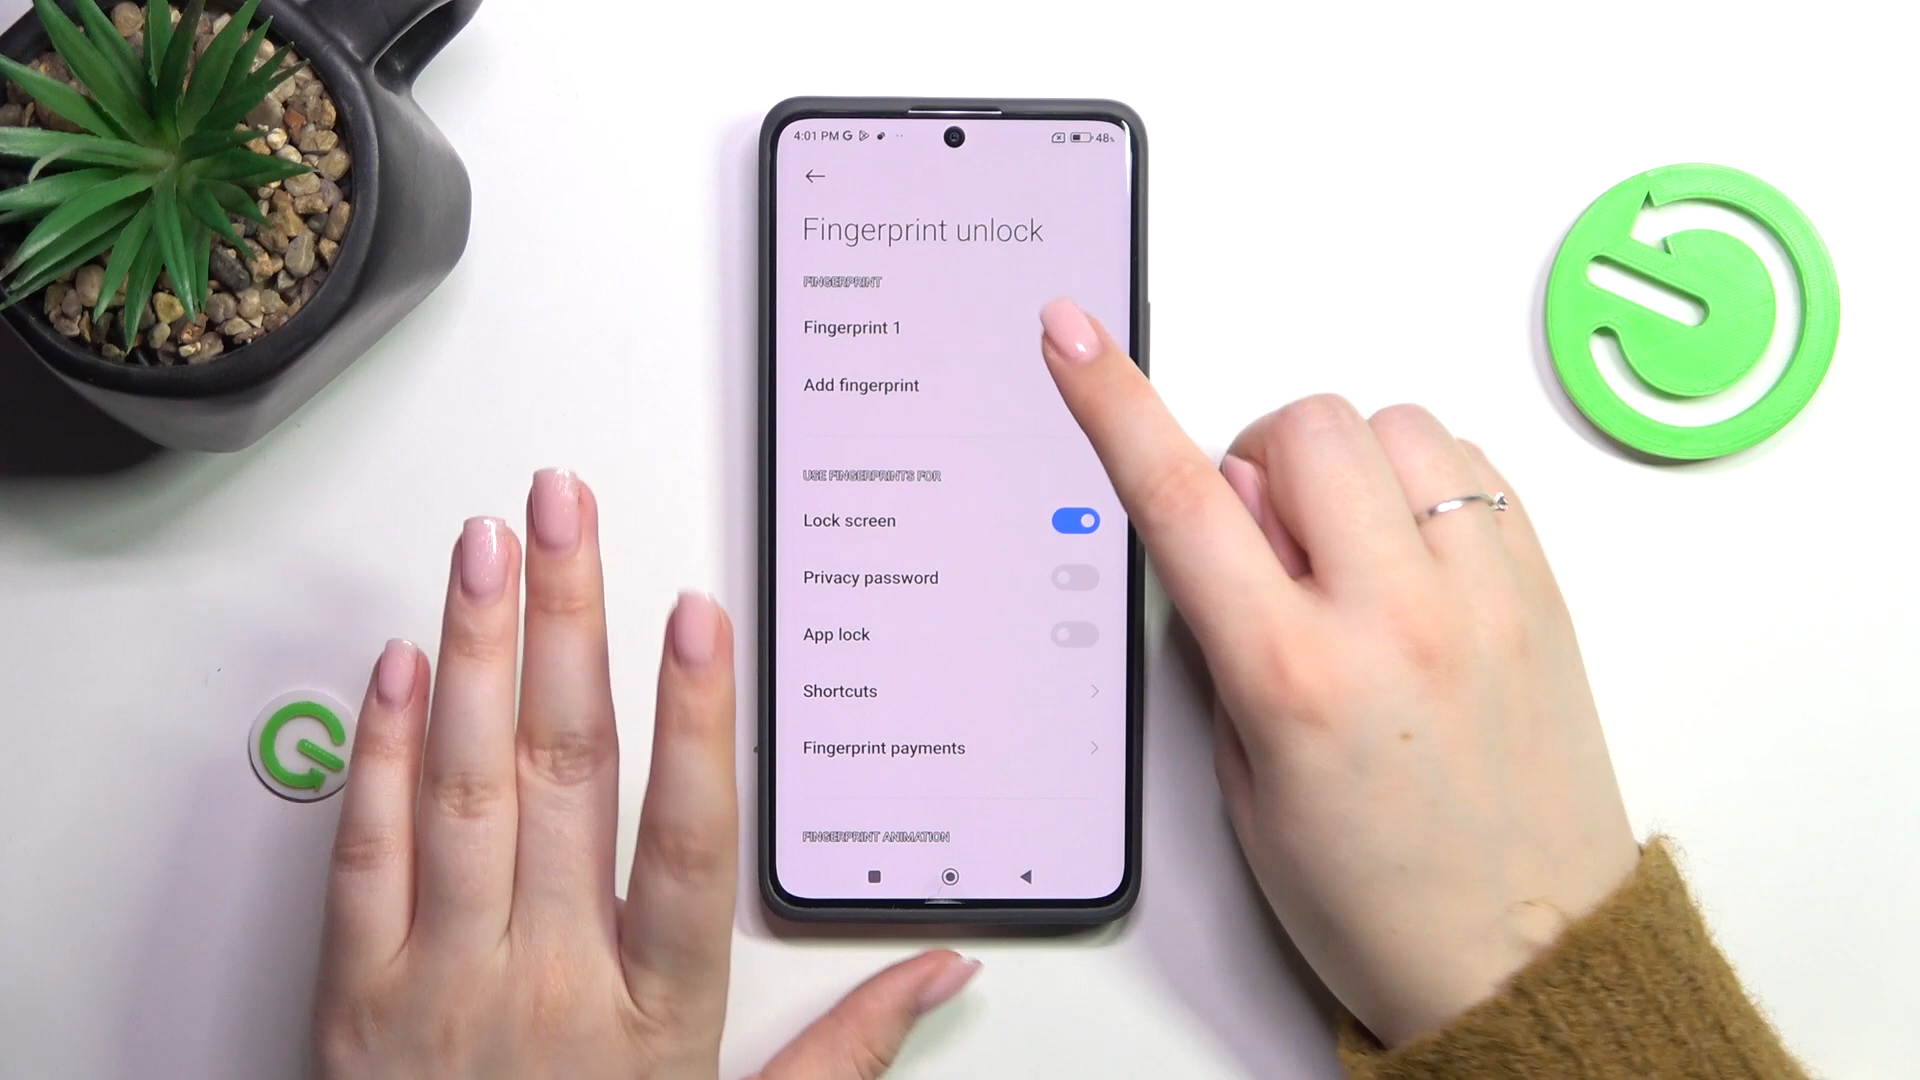 4:01 PM
48%
Fingerprint unlock
FINGERPRINT
Fingerprint 1
Add fingerprint
USE FINGERPRINTS FOR
Lock screen
Privacy password
App lock
Shortcuts
Fingerprint payments
FINGERPRINT ANIMATION